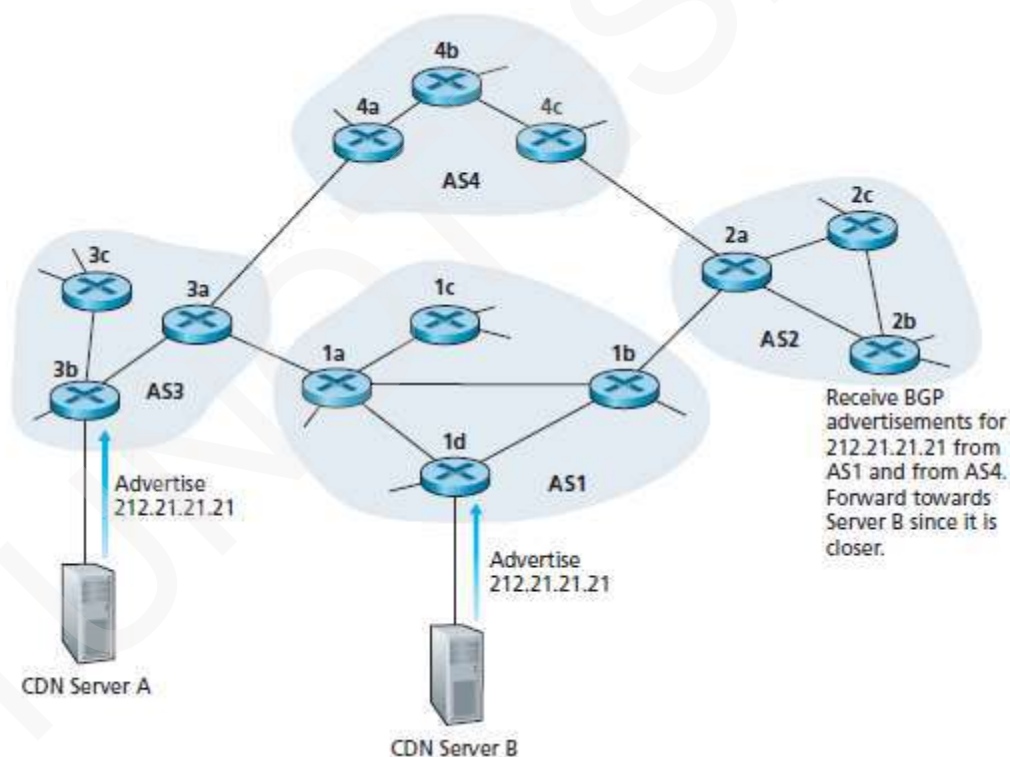 4b
4a
4c
AS4
2c
2a
3c
3a
1c
2b
AS2
1a
1b
3b
AS3
Receive BGP
advertisements for
212.21.21.21 from
AS1 and from AS4.
Forward towards
Server B since it is
closer.
1d
AS1
Advertise
212.21.21.21
Advertise
212.21.21.21
CDN Server A
CDN Server B